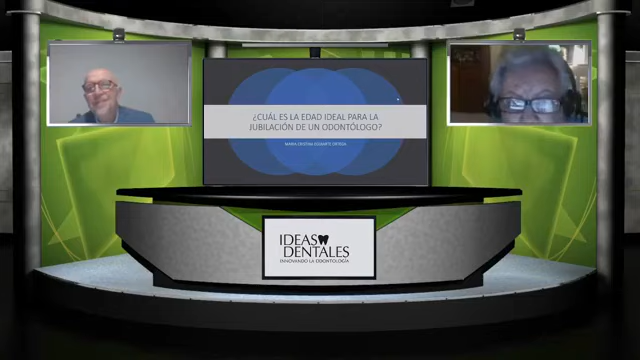 ¿CUÁL ES LA EDAD IDEAL PARA LA
JUBILACIÓN DE UN ODONTÓLOGO?
IDEAS
DENTALES
INNOVANDO LA ODONTOLOGÍA